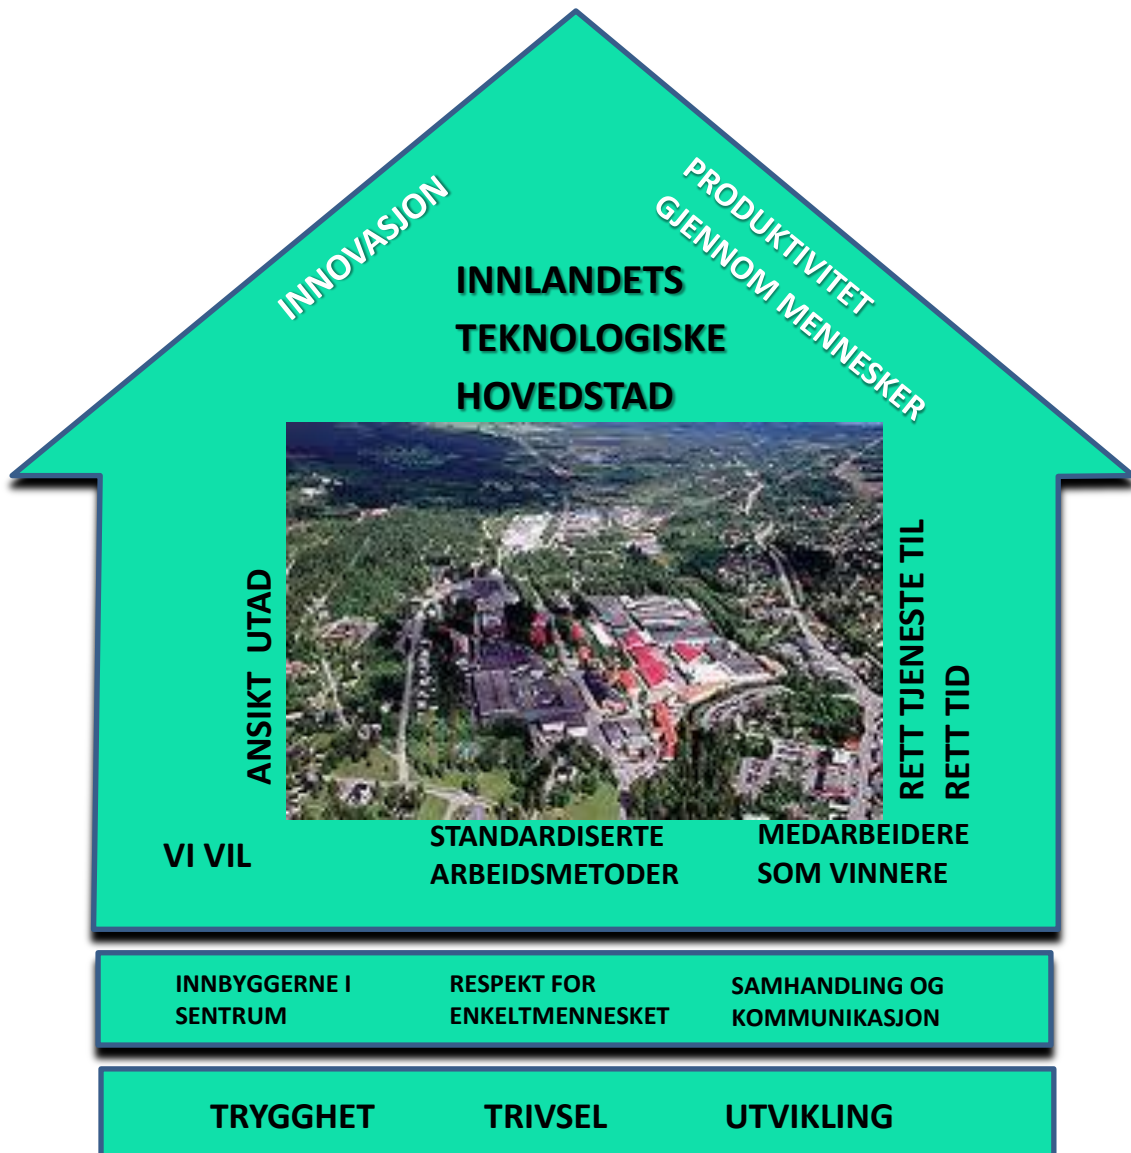 INNOVASJON
PRODUKTIVITET
GJENNOM MENNESKER
INNLANDETS
TEKNOLOGISKE
HOVEDSTAD
ANSIKT UTAD
RETT TJENESTE TIL
RETT TID
VI VIL
STANDARDISERTE
ARBEIDSMETODER
MEDARBEIDERE
SOM VINNERE
INNBYGGERNE I
SENTRUM
RESPEKT FOR
ENKELTMENNESKET
SAMHANDLING OG
KOMMUNIKASJON
TRYGGHET TRIVSEL UTVIKLING